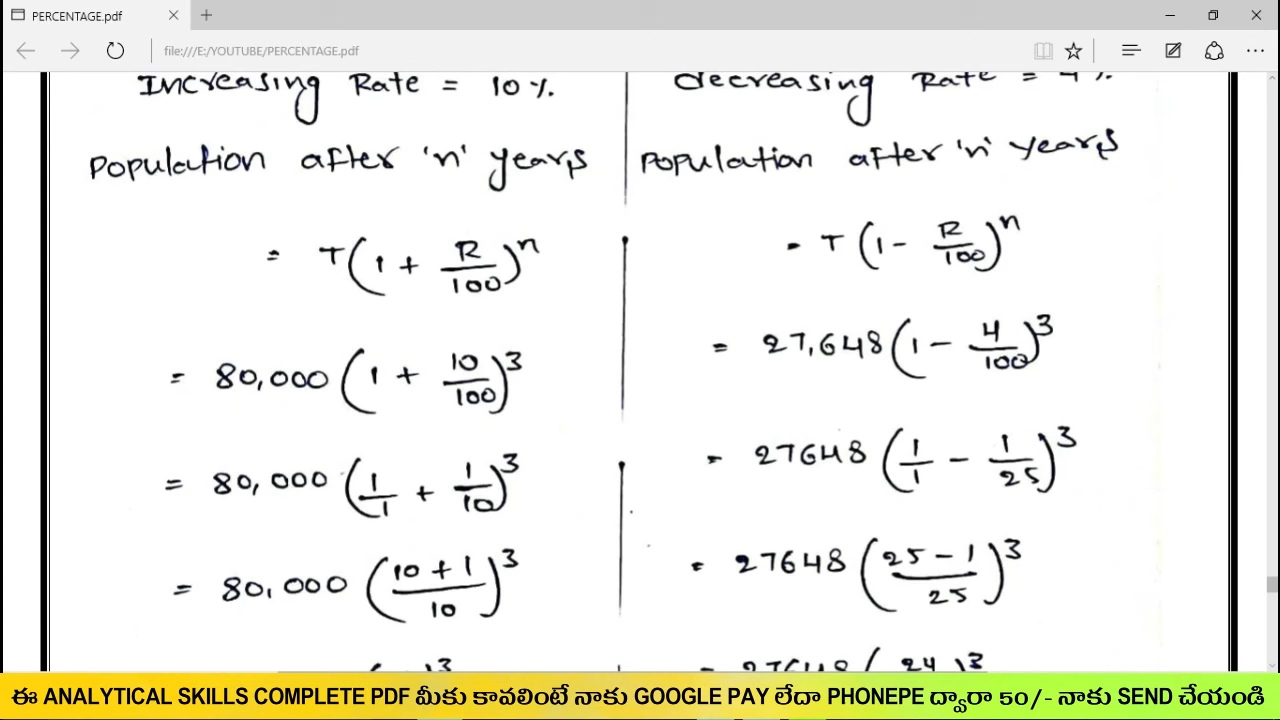 PERCENTAGE.pdf
file:///E:/YOUTUBE/PERCENTAGE.pdf
Increasing Rate = 10%.
Population after 'n' years
= T(1 + R/100)^n
= 80,000 (1 + 10/100)^3
= 80,000 (1/1 + 1/10)^3
= 80,000 (10+1/10)^3
decreasing Rate = 4%
Population after 'n' years
= T (1 - R/100)^n
= 27,648 (1 - 4/100)^3
= 27648 (1/1 - 1/25)^3
= 27648 (25-1/25)^3
= 27648 ( 24 )3
ఈ ANALYTICAL SKILLS COMPLETE PDF మీకు కావలింటే నాకు GOOGLE PAY లేదా PHONEPE ద్వారా 50/- నాకు SEND చేయండి